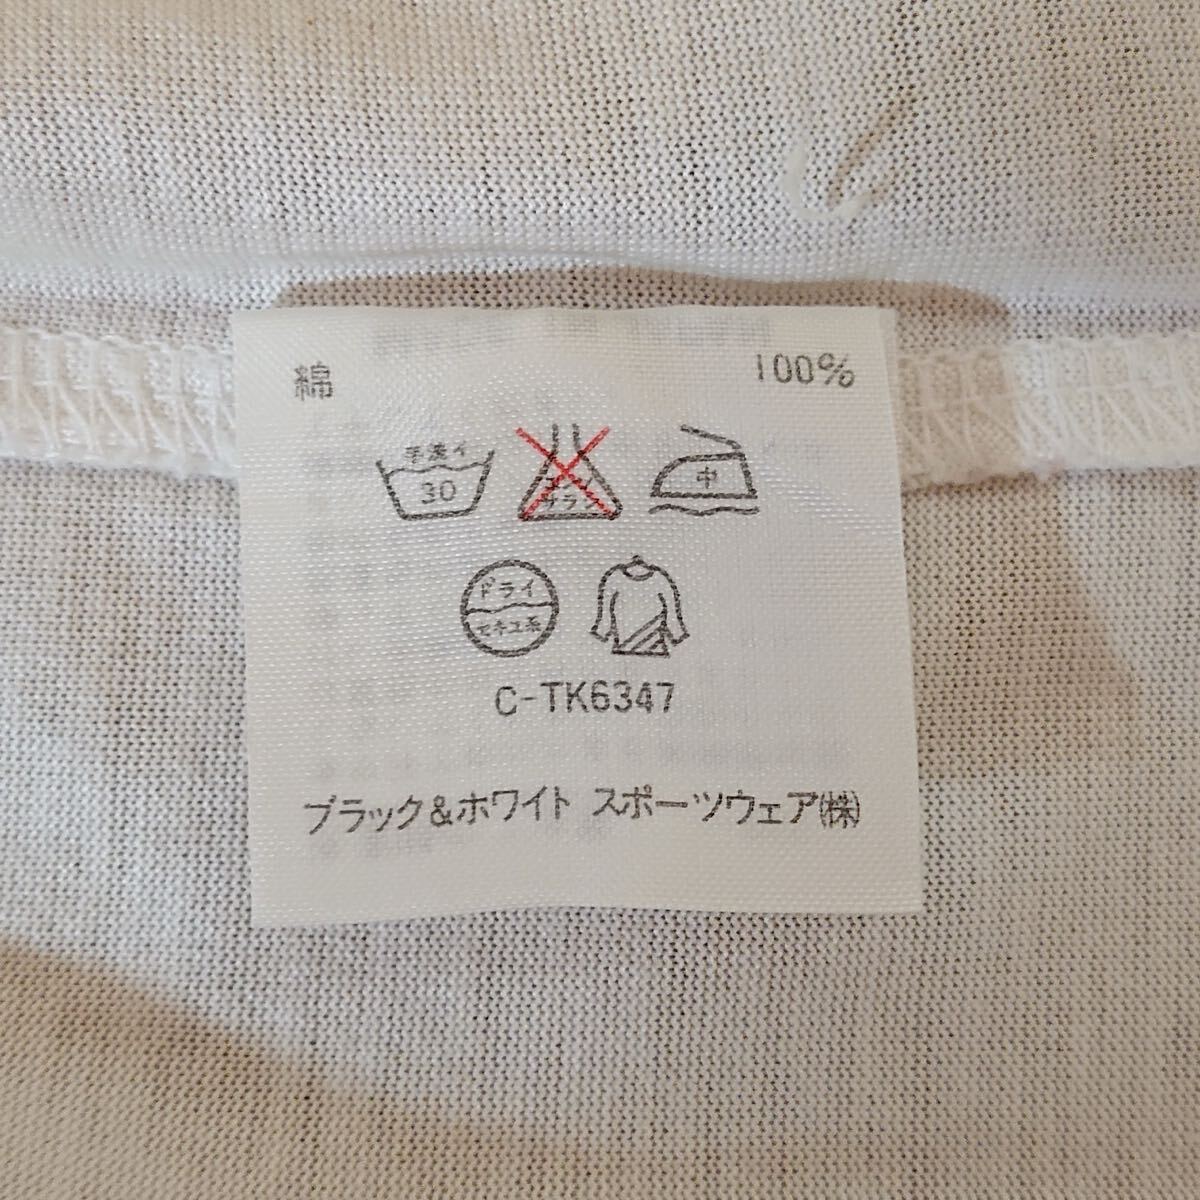 綿 100%
手洗イ
30
エンソ
サラシ
中
ドライ
セキユ系
C-TK6347
ブラック&ホワイト スポーツウェア㈱